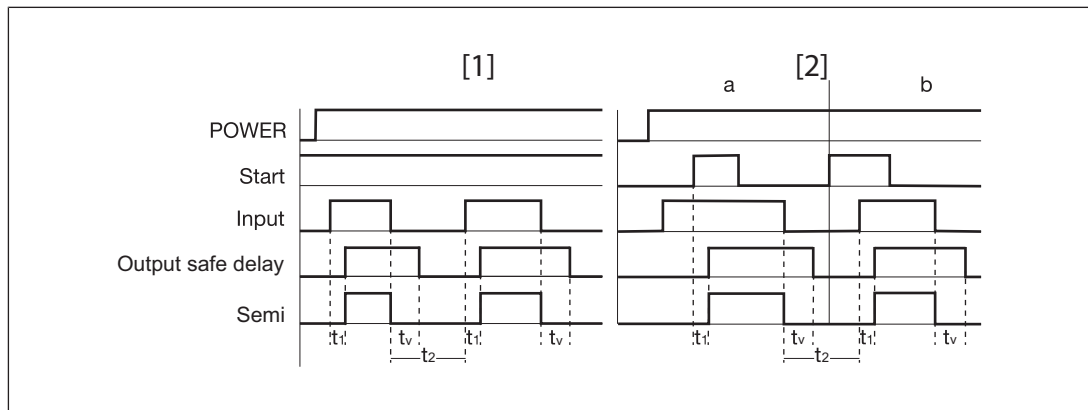 [1] [2]
a b
POWER
Start
Input
Output safe delay
Semi
t1 tv t1 tv t1 tv t1 tv
t2 t2